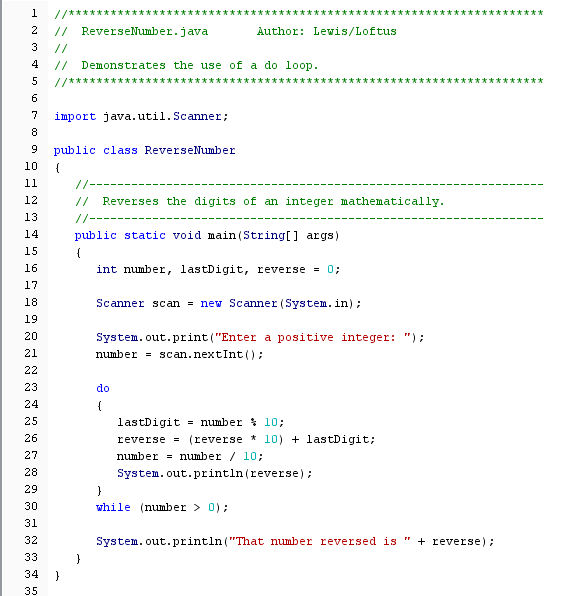 1 //********************************************************************
2 //  ReverseNumber.java       Author: Lewis/Loftus
3 //
4 //  Demonstrates the use of a do loop.
5 //********************************************************************
6
7 import java.util.Scanner;
8
9 public class ReverseNumber
10 {
11    //-----------------------------------------------------------------
12    //  Reverses the digits of an integer mathematically.
13    //-----------------------------------------------------------------
14    public static void main(String[] args)
15    {
16       int number, lastDigit, reverse = 0;
17
18       Scanner scan = new Scanner(System.in);
19
20       System.out.print("Enter a positive integer: ");
21       number = scan.nextInt();
22
23       do
24       {
25          lastDigit = number % 10;
26          reverse = (reverse * 10) + lastDigit;
27          number = number / 10;
28          System.out.println(reverse);
29       }
30       while (number > 0);
31
32       System.out.println("That number reversed is " + reverse);
33    }
34 }
35